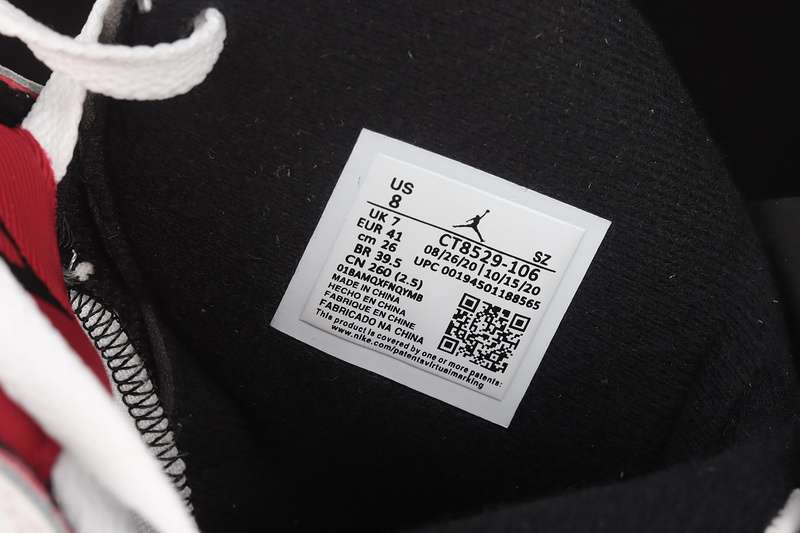 US
8
UK 7
EUR 41
cm 26
BR 39.5
CN 260 (2.5)
01BAMQXFNQYMB
MADE IN CHINA
HECHO EN CHINA
FABRIQUE EN CHINE
FABRICADO NA CHINA
CT8529-106 SZ
08/26/20 | 10/15/20
UPC 00194501188565
This product is covered by one or more patents:
www.nike.com/patentsvirtualmarking